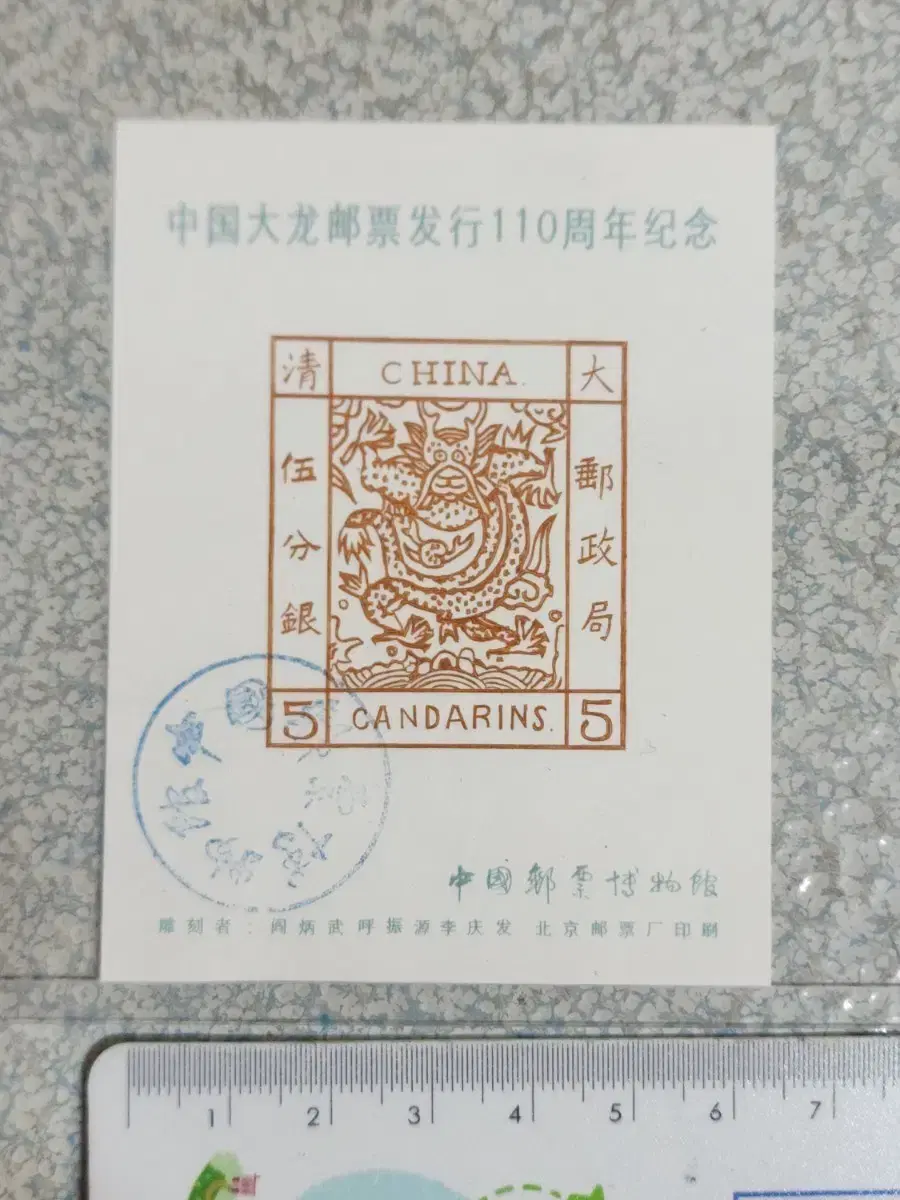 中国大龙邮票发行110周年纪念
清 CHINA. 大
伍分銀
郵政局
5 CANDARINS. 5
中國郵票博物館
雕刻者:阎炳武呼振源李庆发 北京邮票厂印刷
1 2 3 4 5 6 7